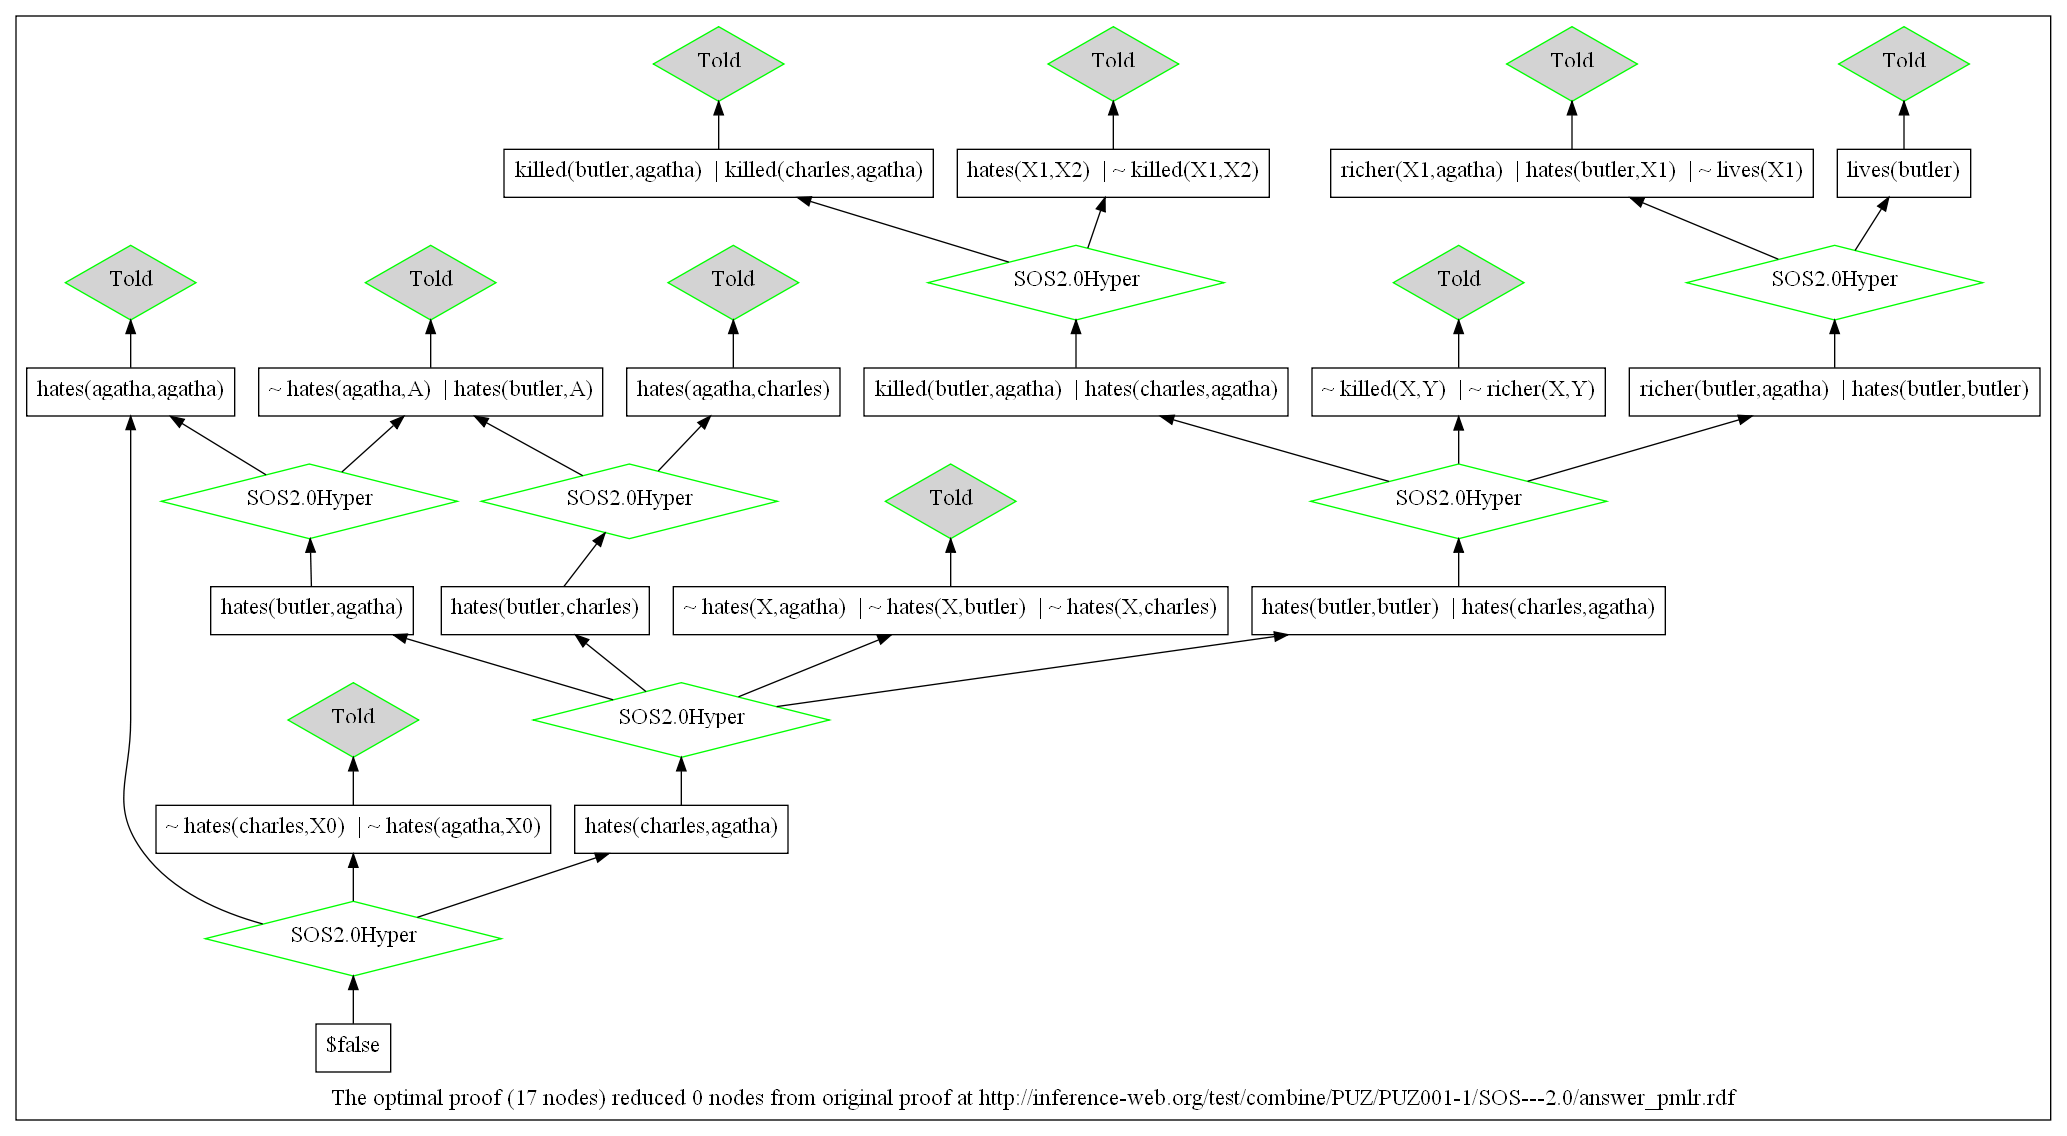 Told
Told
Told
Told
killed(butler,agatha) | killed(charles,agatha)
hates(X1,X2) | ~ killed(X1,X2)
richer(X1,agatha) | hates(butler,X1) | ~ lives(X1)
lives(butler)
Told
Told
Told
SOS2.0Hyper
Told
SOS2.0Hyper
hates(agatha,agatha)
~ hates(agatha,A) | hates(butler,A)
hates(agatha,charles)
killed(butler,agatha) | hates(charles,agatha)
~ killed(X,Y) | ~ richer(X,Y)
richer(butler,agatha) | hates(butler,butler)
SOS2.0Hyper
SOS2.0Hyper
Told
SOS2.0Hyper
hates(butler,agatha)
hates(butler,charles)
~ hates(X,agatha) | ~ hates(X,butler) | ~ hates(X,charles)
hates(butler,butler) | hates(charles,agatha)
Told
SOS2.0Hyper
~ hates(charles,X0) | ~ hates(agatha,X0)
hates(charles,agatha)
SOS2.0Hyper
$false
The optimal proof (17 nodes) reduced 0 nodes from original proof at http://inference-web.org/test/combine/PUZ/PUZ001-1/SOS---2.0/answer_pmlr.rdf